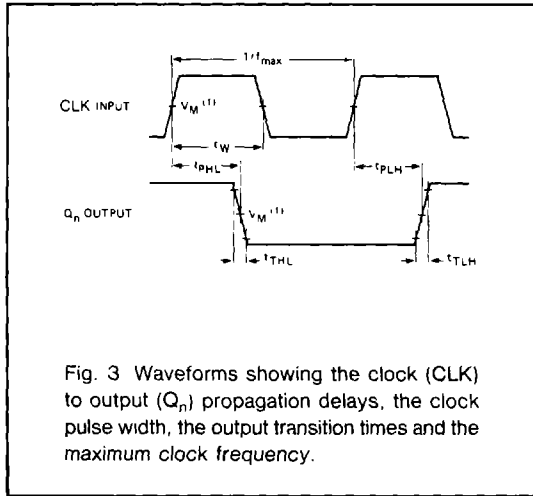 1/fmax
CLK INPUT
VM(1)
tW
tPHL
tPLH
Qn OUTPUT
VM(1)
tTHL
tTLH
Fig. 3 Waveforms showing the clock (CLK)
to output (Qn) propagation delays, the clock
pulse width, the output transition times and the
maximum clock frequency.